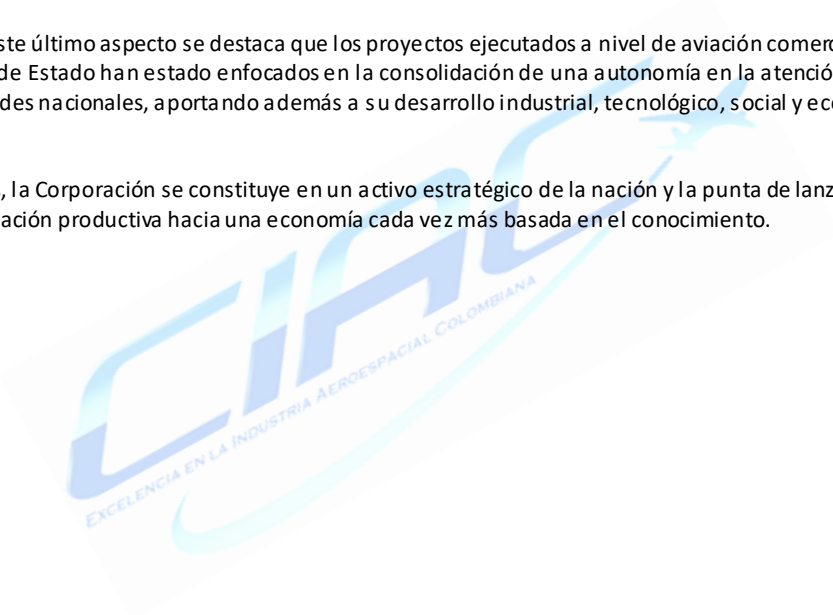 ste último aspecto se destaca que los proyectos ejecutados a nivel de aviación comerc
de Estado han estado enfocados en la consolidación de una autonomía en la atenció
des nacionales, aportando además a su desarrollo industrial, tecnológico, social y ec
, la Corporación se constituye en un activo estratégico de la nación y la punta de lanz
ación productiva hacia una economía cada vez más basada en el conocimiento.
CIAC
EXCELENCIA EN LA INDUSTRIA AEROESPACIAL COLOMBIANA